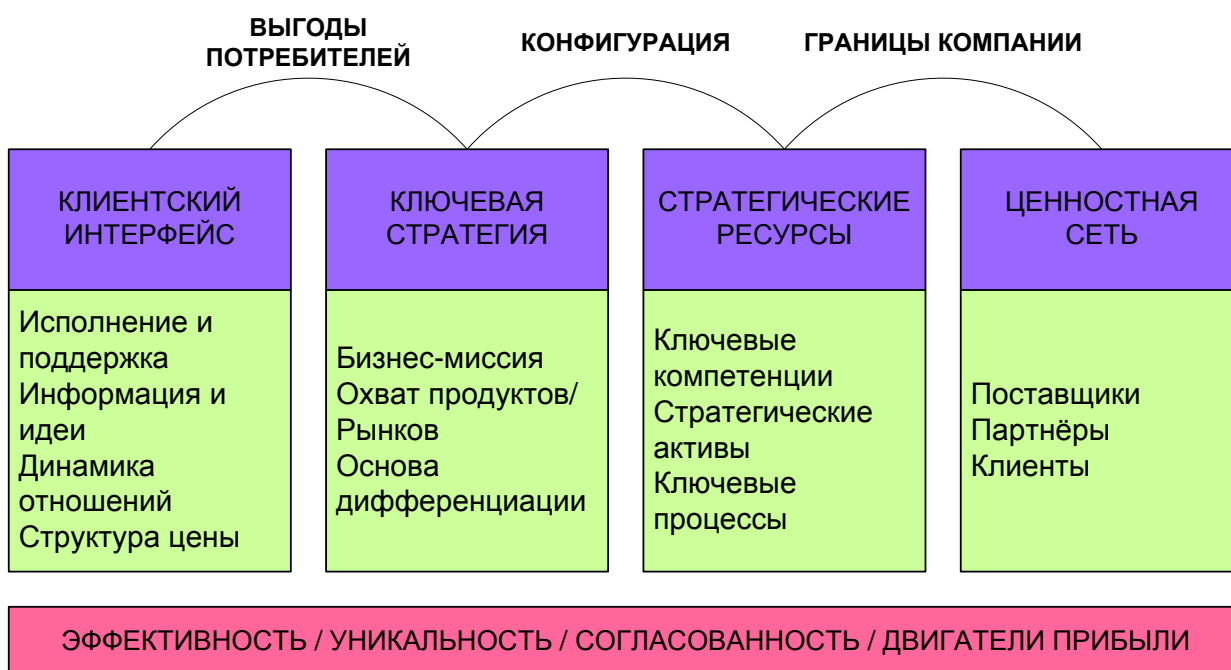 ВЫГОДЫ
ПОТРЕБИТЕЛЕЙ
КОНФИГУРАЦИЯ
ГРАНИЦЫ КОМПАНИИ
КЛИЕНТСКИЙ
ИНТЕРФЕЙС
КЛЮЧЕВАЯ
СТРАТЕГИЯ
СТРАТЕГИЧЕСКИЕ
РЕСУРСЫ
ЦЕННОСТНАЯ
СЕТЬ
Исполнение и
поддержка
Информация и
идеи
Динамика
отношений
Структура цены
Бизнес-миссия
Охват продуктов/
Рынков
Основа
дифференциации
Ключевые
компетенции
Стратегические
активы
Ключевые
процессы
Поставщики
Партнёры
Клиенты
ЭФФЕКТИВНОСТЬ / УНИКАЛЬНОСТЬ / СОГЛАСОВАННОСТЬ / ДВИГАТЕЛИ ПРИБЫЛИ